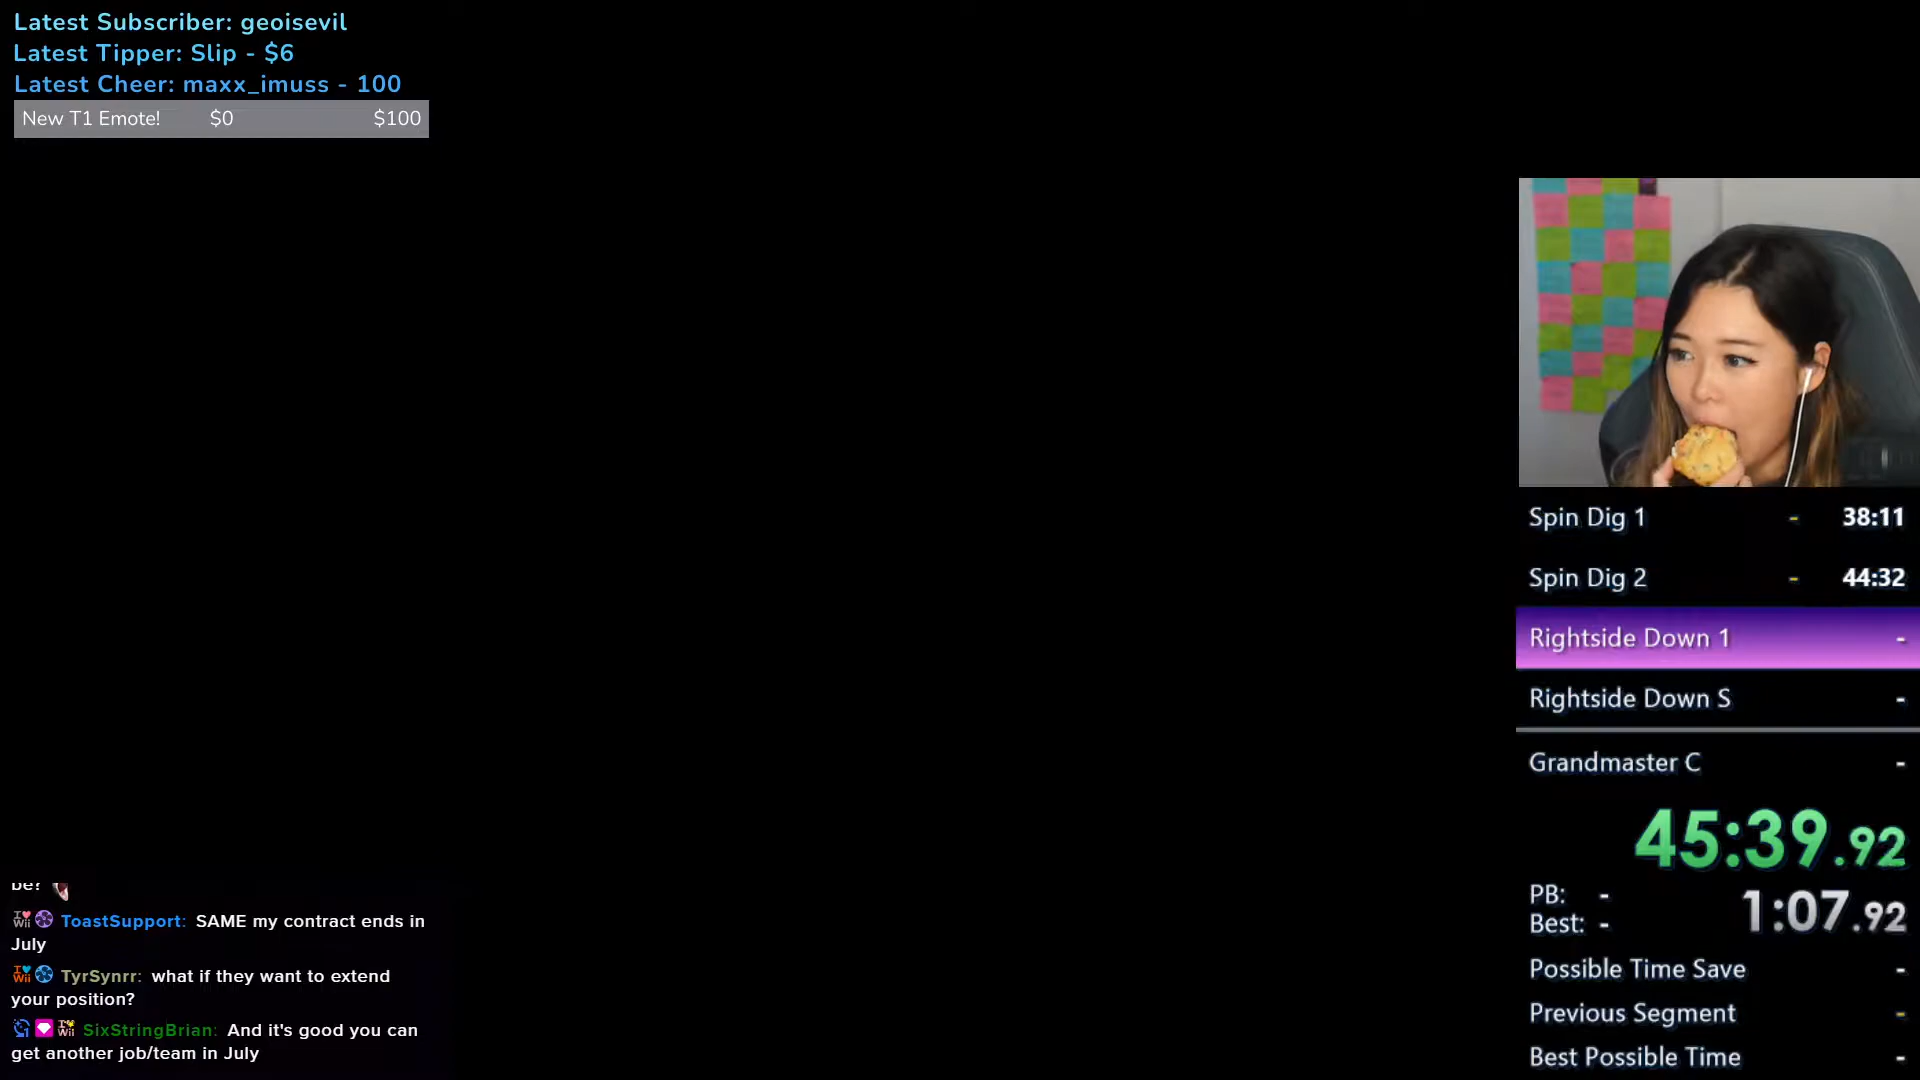 Latest Subscriber: geoisevil
Latest Tipper: Slip - $6
Latest Cheer: maxx_imuss - 100
New T1 Emote! $0 $100
Spin Dig 1 - 38:11
Spin Dig 2 - 44:32
Rightside Down 1 -
Rightside Down S -
Grandmaster C -
45:39.92
PB: -
Best: -
1:07.92
Possible Time Save -
Previous Segment -
Best Possible Time -
be?
ToastSupport: SAME my contract ends in
July
TyrSynrr: what if they want to extend
your position?
SixStringBrian: And it's good you can
get another job/team in July